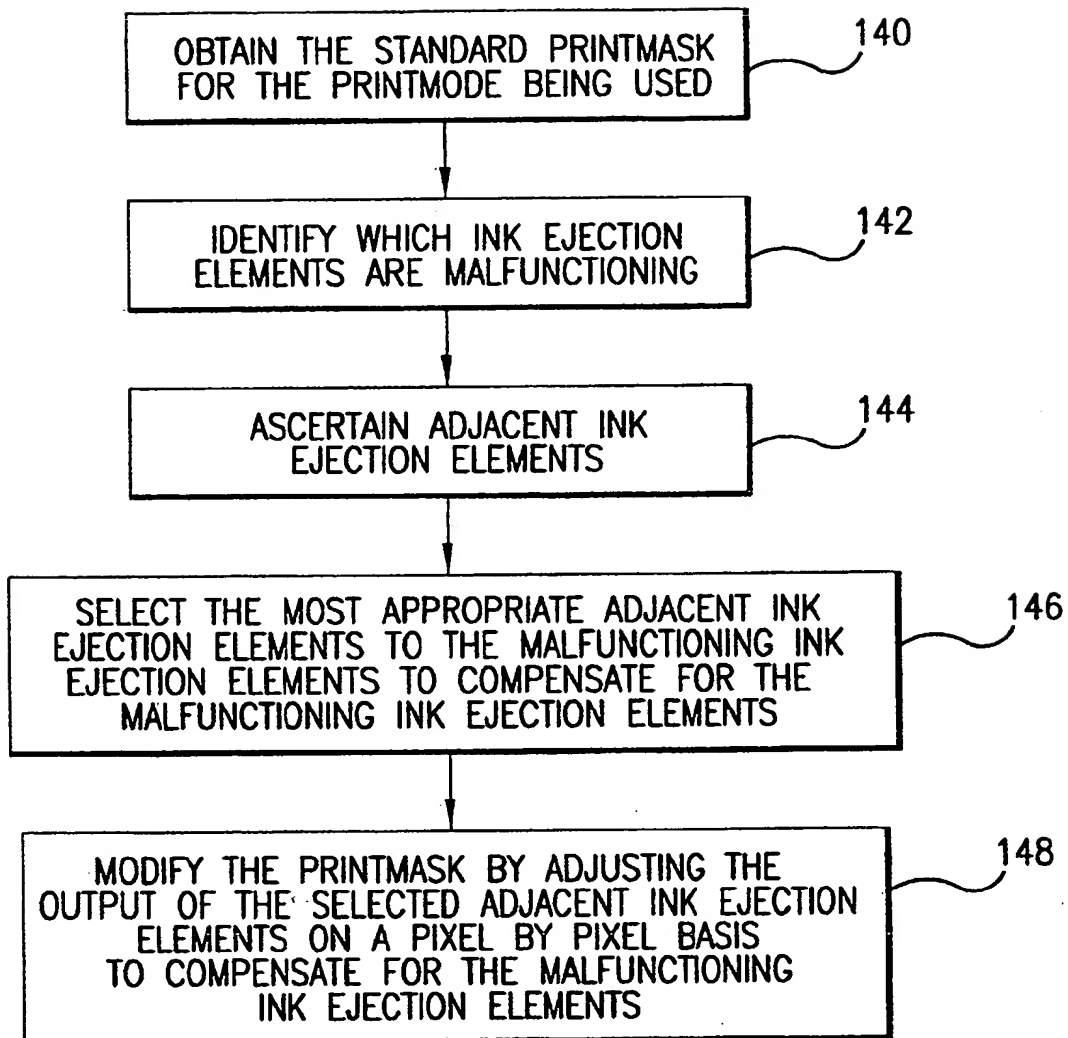 OBTAIN THE STANDARD PRINTMASK
FOR THE PRINTMODE BEING USED
140
IDENTIFY WHICH INK EJECTION
ELEMENTS ARE MALFUNCTIONING
142
ASCERTAIN ADJACENT INK
EJECTION ELEMENTS
144
SELECT THE MOST APPROPRIATE ADJACENT INK
EJECTION ELEMENTS TO THE MALFUNCTIONING INK
EJECTION ELEMENTS TO COMPENSATE FOR THE
MALFUNCTIONING INK EJECTION ELEMENTS
146
MODIFY THE PRINTMASK BY ADJUSTING THE
OUTPUT OF THE SELECTED ADJACENT INK EJECTION
ELEMENTS ON A PIXEL BY PIXEL BASIS
TO COMPENSATE FOR THE MALFUNCTIONING
INK EJECTION ELEMENTS
148